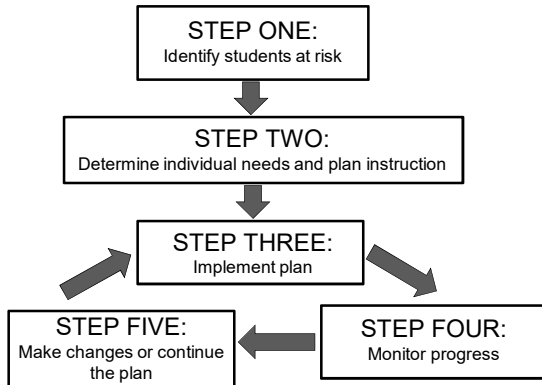 STEP ONE:
Identify students at risk
STEP TWO:
Determine individual needs and plan instruction
STEP THREE:
Implement plan
STEP FOUR:
Monitor progress
STEP FIVE:
Make changes or continue
the plan